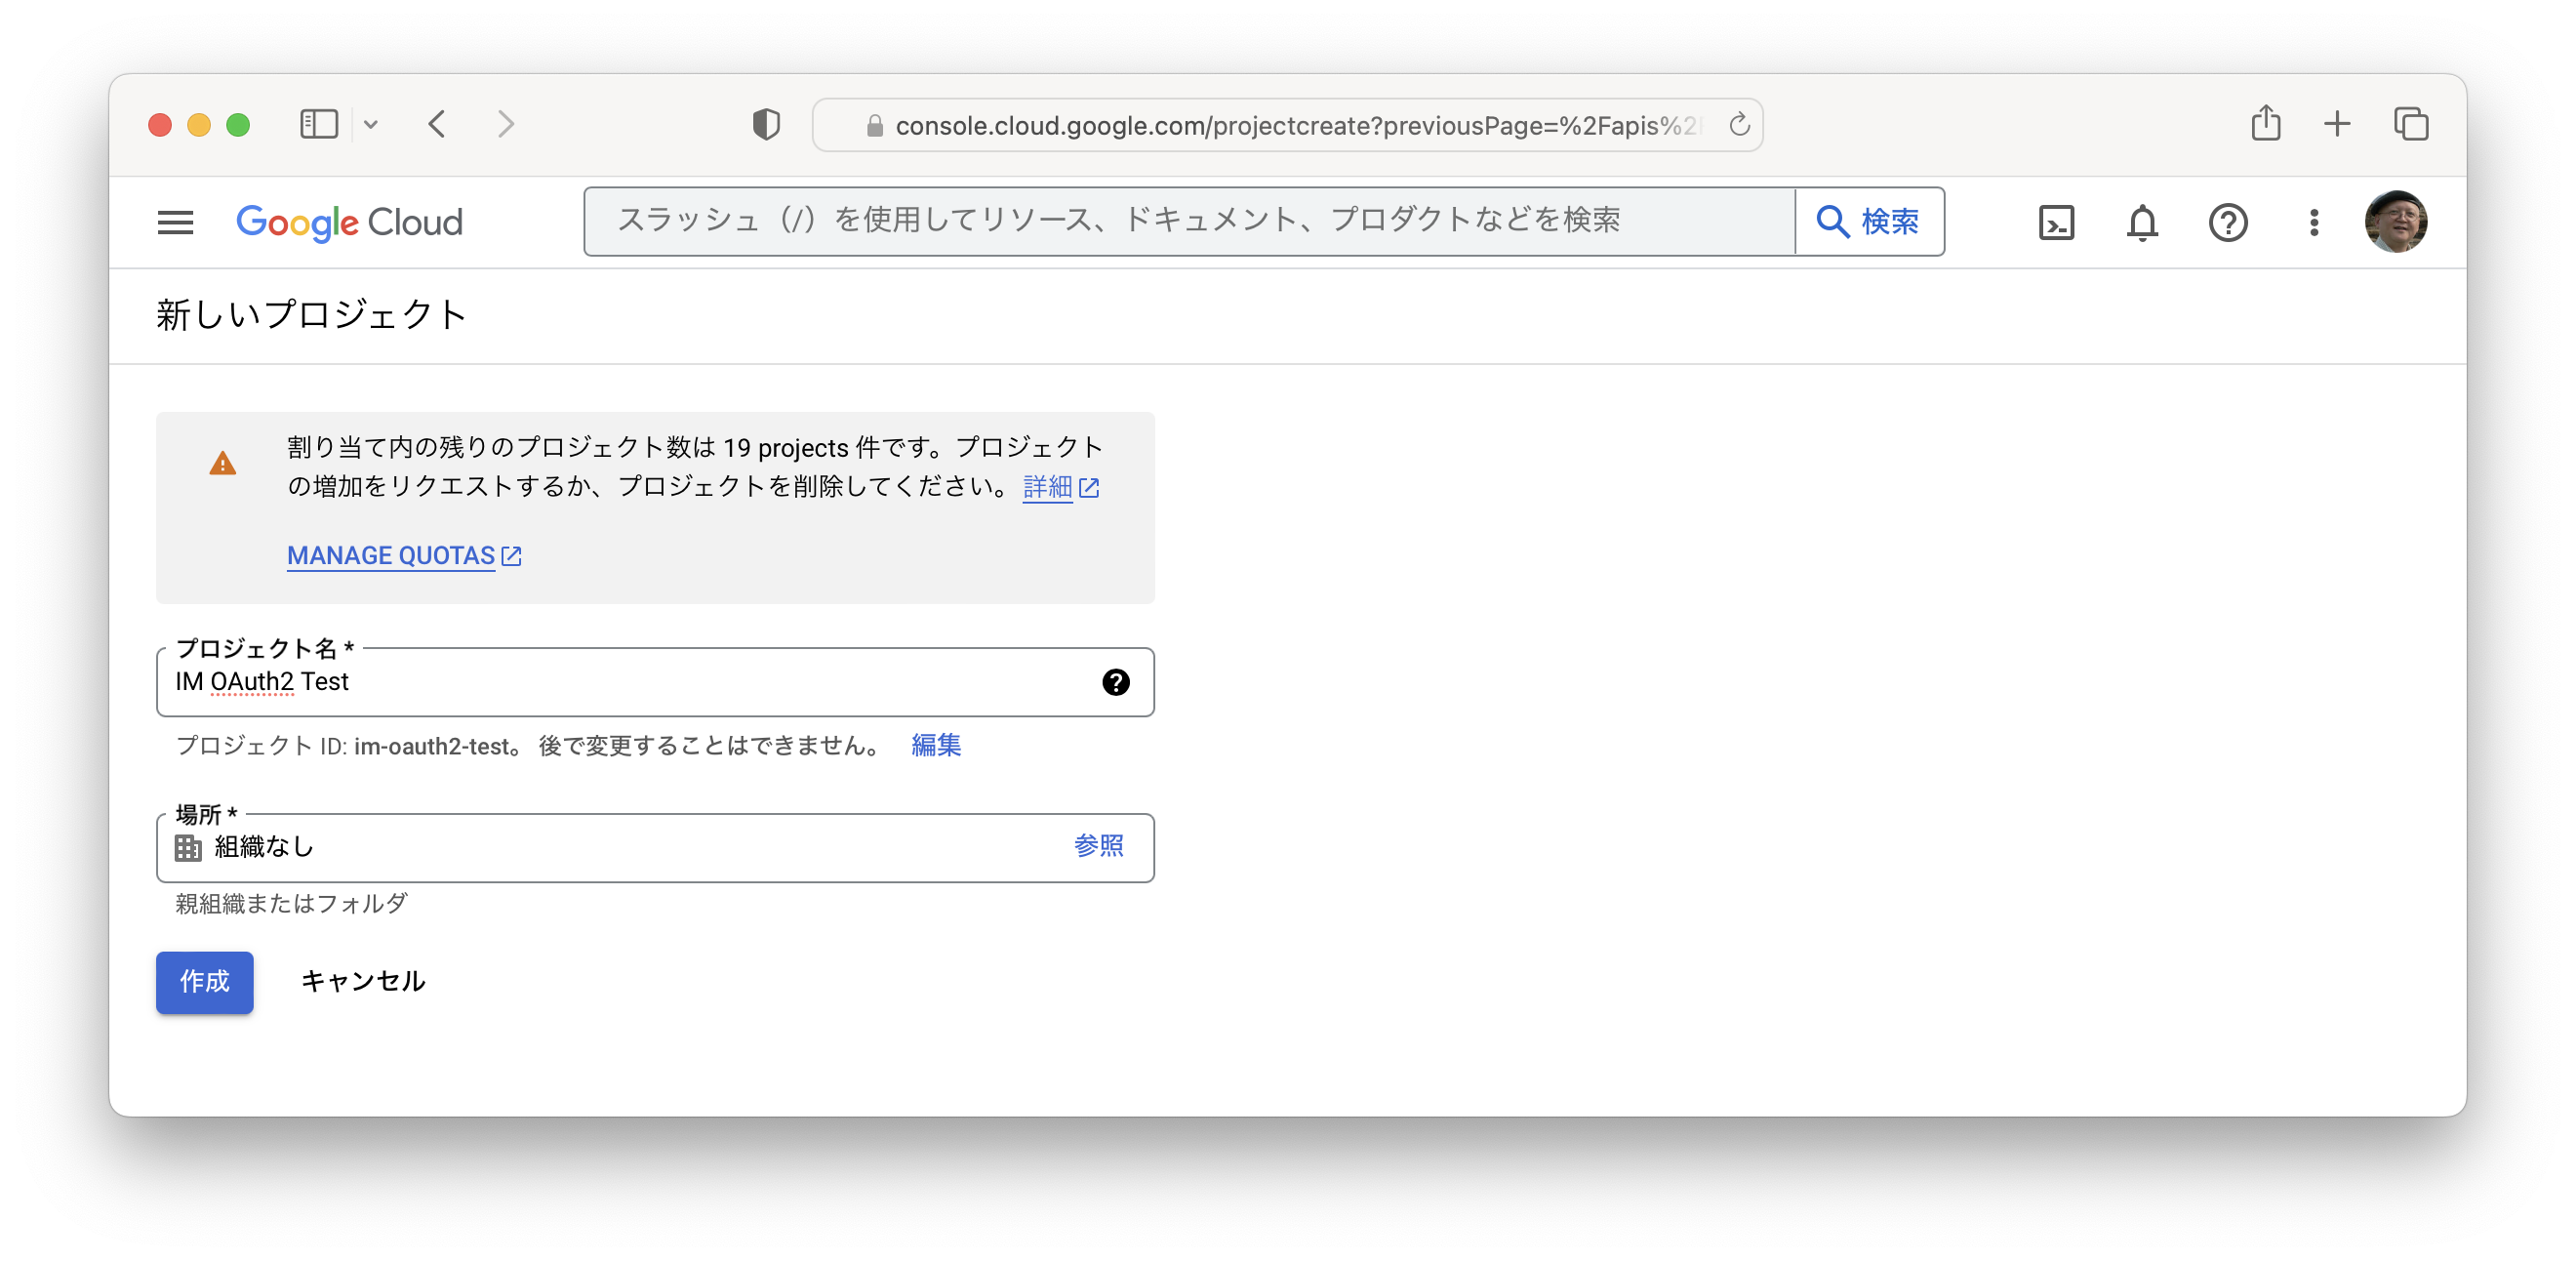 console.cloud.google.com/projectcreate?previousPage=%2Fapis%2F
Google Cloud
スラッシュ（/）を使用してリソース、ドキュメント、プロダクトなどを検索
検索
新しいプロジェクト
割り当て内の残りのプロジェクト数は 19 projects 件です。プロジェクト
の増加をリクエストするか、プロジェクトを削除してください。 詳細
MANAGE QUOTAS
プロジェクト名 *
IM OAuth2 Test
プロジェクト ID: im-oauth2-test。 後で変更することはできません。 編集
場所 *
組織なし 参照
親組織またはフォルダ
作成 キャンセル